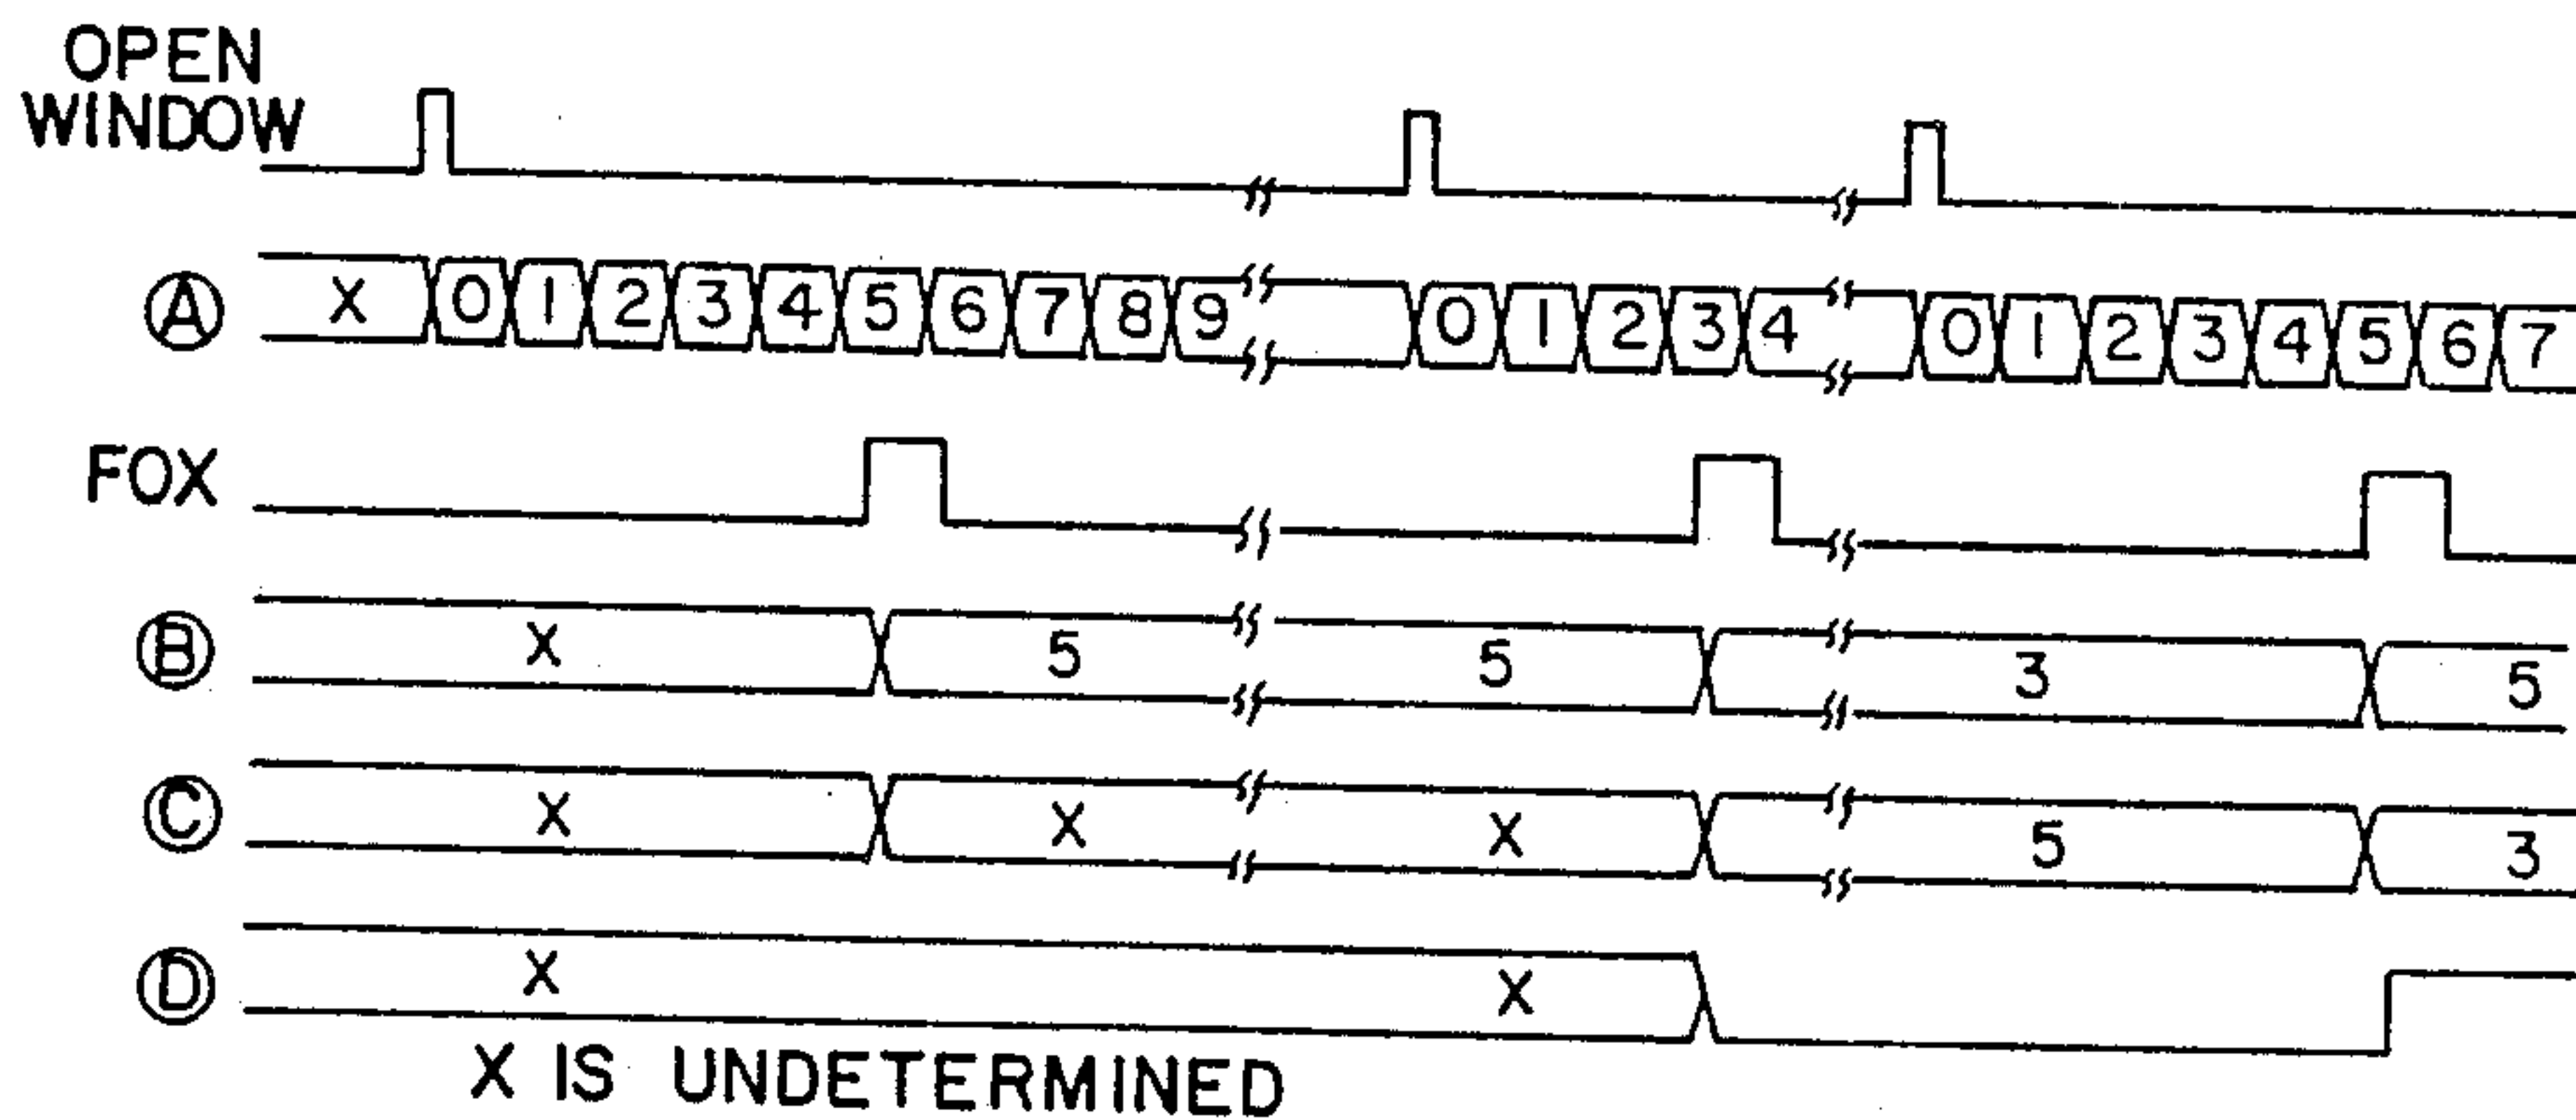 OPEN
WINDOW
A X 0 1 2 3 4 5 6 7 8 9 0 1 2 3 4 0 1 2 3 4 5 6 7
FOX
B X 5 5 3 5
C X X X 5 3
D X X
X IS UNDETERMINED